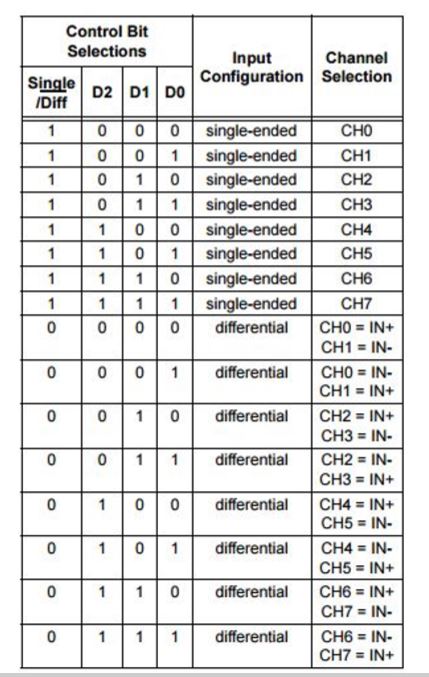 Control Bit
Selections
Input
Configuration
Channel
Selection
Single
/Diff
D2
D1
D0
1 0 0 0 single-ended CH0
1 0 0 1 single-ended CH1
1 0 1 0 single-ended CH2
1 0 1 1 single-ended CH3
1 1 0 0 single-ended CH4
1 1 0 1 single-ended CH5
1 1 1 0 single-ended CH6
1 1 1 1 single-ended CH7
0 0 0 0 differential CH0 = IN+
CH1 = IN-
0 0 0 1 differential CH0 = IN-
CH1 = IN+
0 0 1 0 differential CH2 = IN+
CH3 = IN-
0 0 1 1 differential CH2 = IN-
CH3 = IN+
0 1 0 0 differential CH4 = IN+
CH5 = IN-
0 1 0 1 differential CH4 = IN-
CH5 = IN+
0 1 1 0 differential CH6 = IN+
CH7 = IN-
0 1 1 1 differential CH6 = IN-
CH7 = IN+